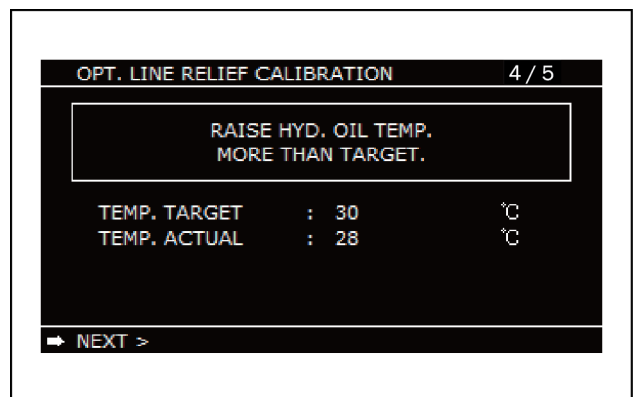 OPT. LINE RELIEF CALIBRATION 4/5
RAISE HYD. OIL TEMP.
MORE THAN TARGET.
TEMP. TARGET : 30 ℃
TEMP. ACTUAL : 28 ℃
➡ NEXT >